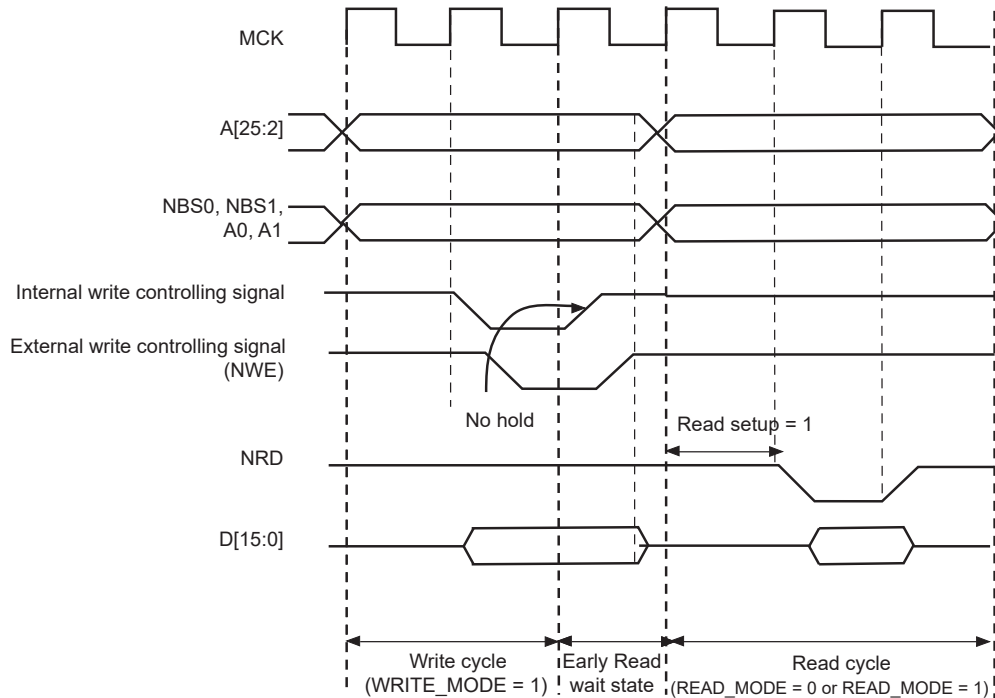 MCK
A[25:2]
NBS0, NBS1,
A0, A1
Internal write controlling signal
External write controlling signal
(NWE)
No hold
Read setup = 1
NRD
D[15:0]
Write cycle
(WRITE_MODE = 1)
Early Read
wait state
Read cycle
(READ_MODE = 0 or READ_MODE = 1)